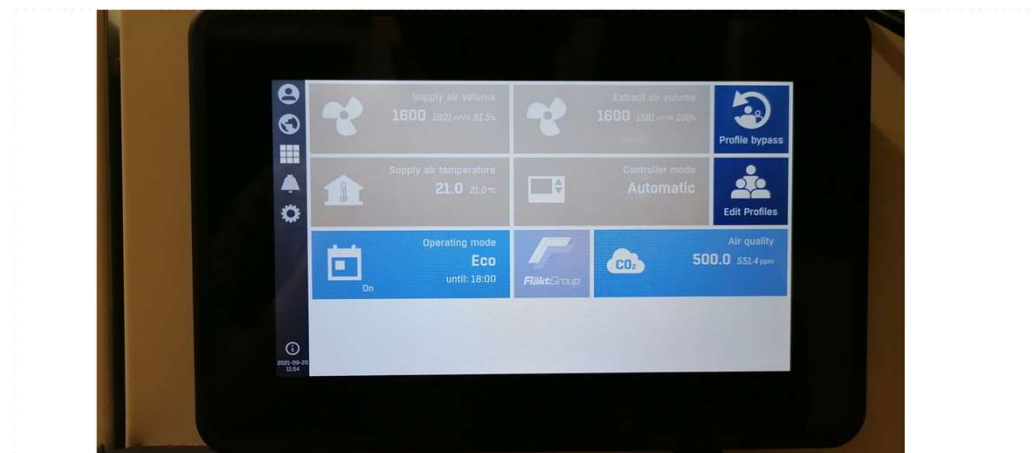 Supply air volume
1600 1601 m³/h 81.5%
Extract air volume
1600 1581 m³/h 100%
Profile bypass
Supply air temperature
21.0 21.0 °C
Controller mode
Automatic
Edit Profiles
Operating mode
Eco
until: 18:00
On
FläktGroup
CO₂
Air quality
500.0 551.4 ppm
2021-09-20
11:54